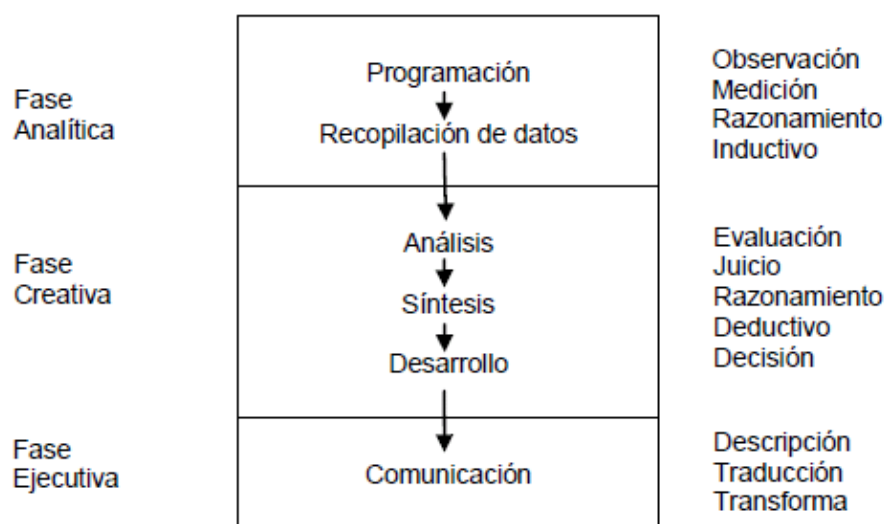 Fase
Analítica
Programación
Recopilación de datos
Observación
Medición
Razonamiento
Inductivo
Fase
Creativa
Análisis
Síntesis
Desarrollo
Evaluación
Juicio
Razonamiento
Deductivo
Decisión
Fase
Ejecutiva
Comunicación
Descripción
Traducción
Transforma